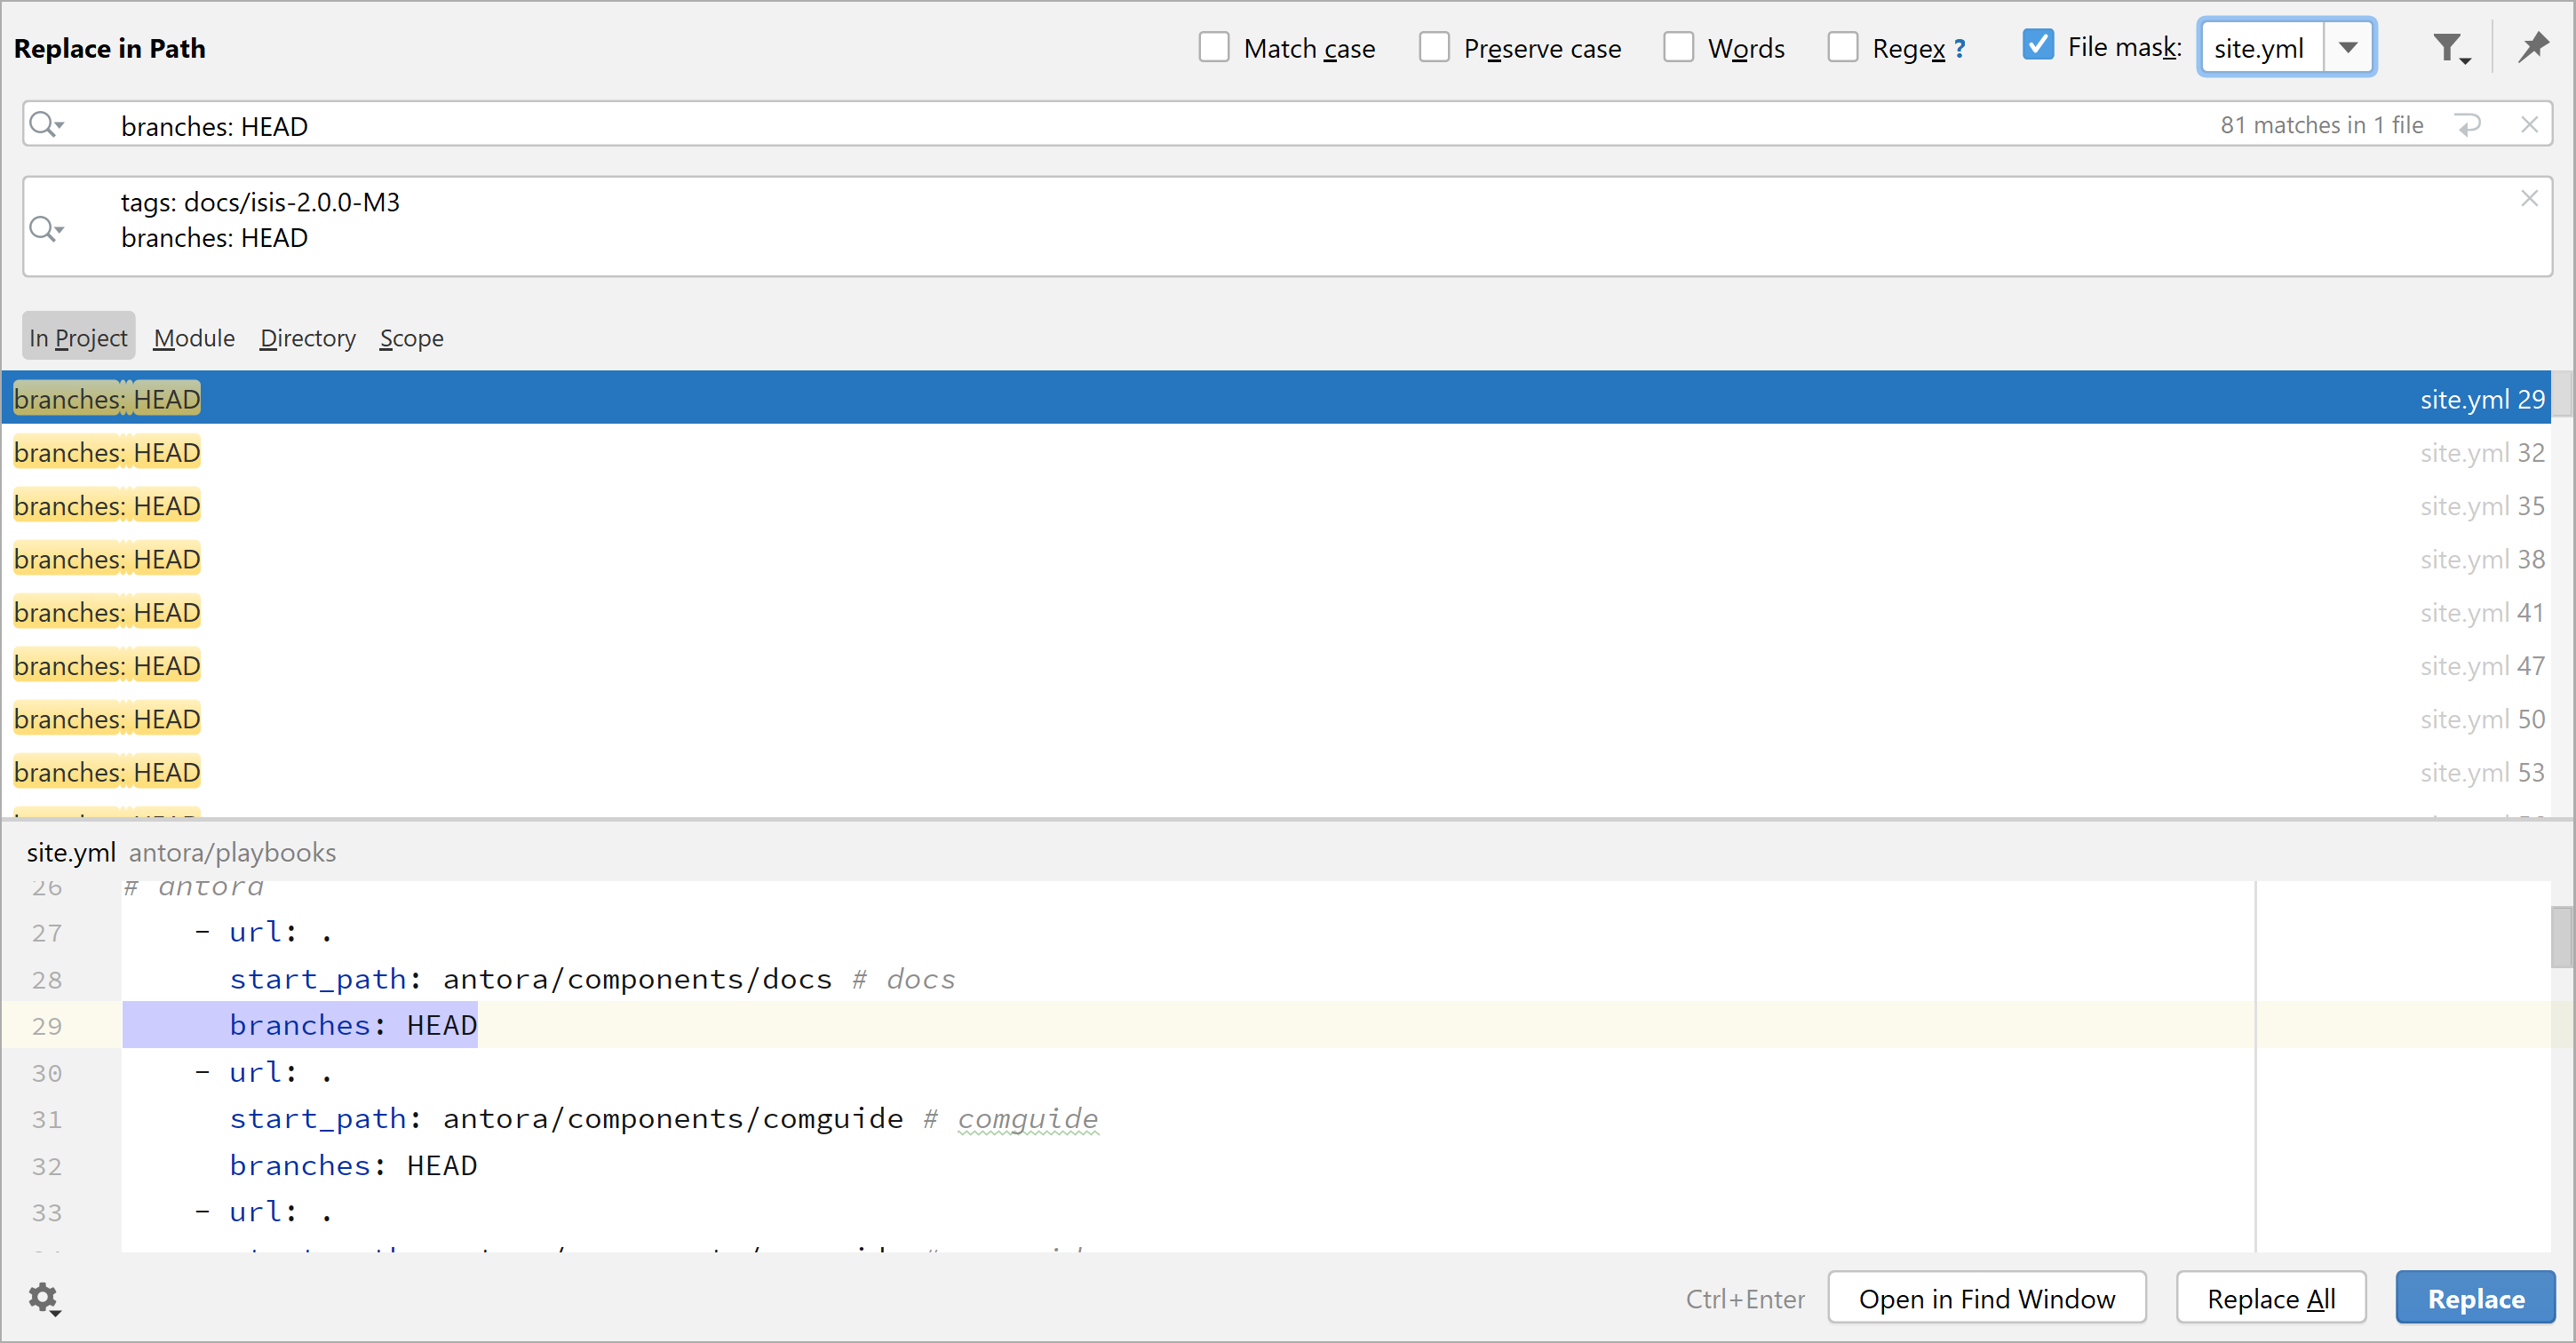 Replace in Path Match case Preserve case Words Regex ? File mask: site.yml
branches: HEAD 81 matches in 1 file
tags: docs/isis-2.0.0-M3
branches: HEAD
In Project Module Directory Scope
branches: HEAD site.yml 29
branches: HEAD site.yml 32
branches: HEAD site.yml 35
branches: HEAD site.yml 38
branches: HEAD site.yml 41
branches: HEAD site.yml 47
branches: HEAD site.yml 50
branches: HEAD site.yml 53
site.yml antora/playbooks
26 # antora
27 - url: .
28 start_path: antora/components/docs # docs
29 branches: HEAD
30 - url: .
31 start_path: antora/components/comguide # comguide
32 branches: HEAD
33 - url: .
Ctrl+Enter Open in Find Window Replace All Replace